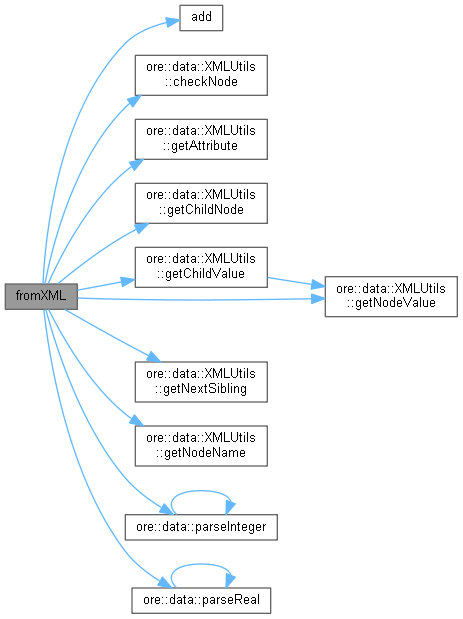 add
ore::data::XMLUtils
::checkNode
ore::data::XMLUtils
::getAttribute
ore::data::XMLUtils
::getChildNode
ore::data::XMLUtils
::getChildValue
ore::data::XMLUtils
::getNodeValue
fromXML
ore::data::XMLUtils
::getNextSibling
ore::data::XMLUtils
::getNodeName
ore::data::parseInteger
ore::data::parseReal